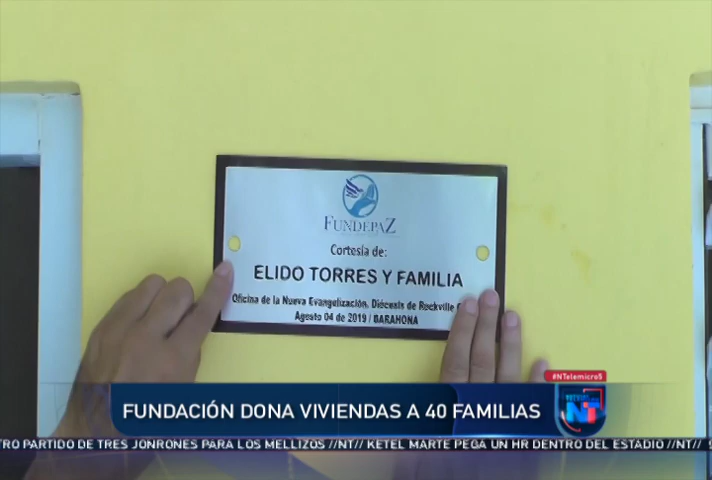 FUNDEPAZ
Cortesía de:
ELIDO TORRES Y FAMILIA
Oficina de la Nueva Evangelización, Diócesis de Rockville
Agosto 04 de 2019 / BARAHONA
#NTelemicro5
FUNDACIÓN DONA VIVIENDAS A 40 FAMILIAS
NT
TRO PARTIDO DE TRES JONRONES PARA LOS MELLIZOS //NT// KETEL MARTE PEGA UN HR DENTRO DEL ESTADIO //NT//